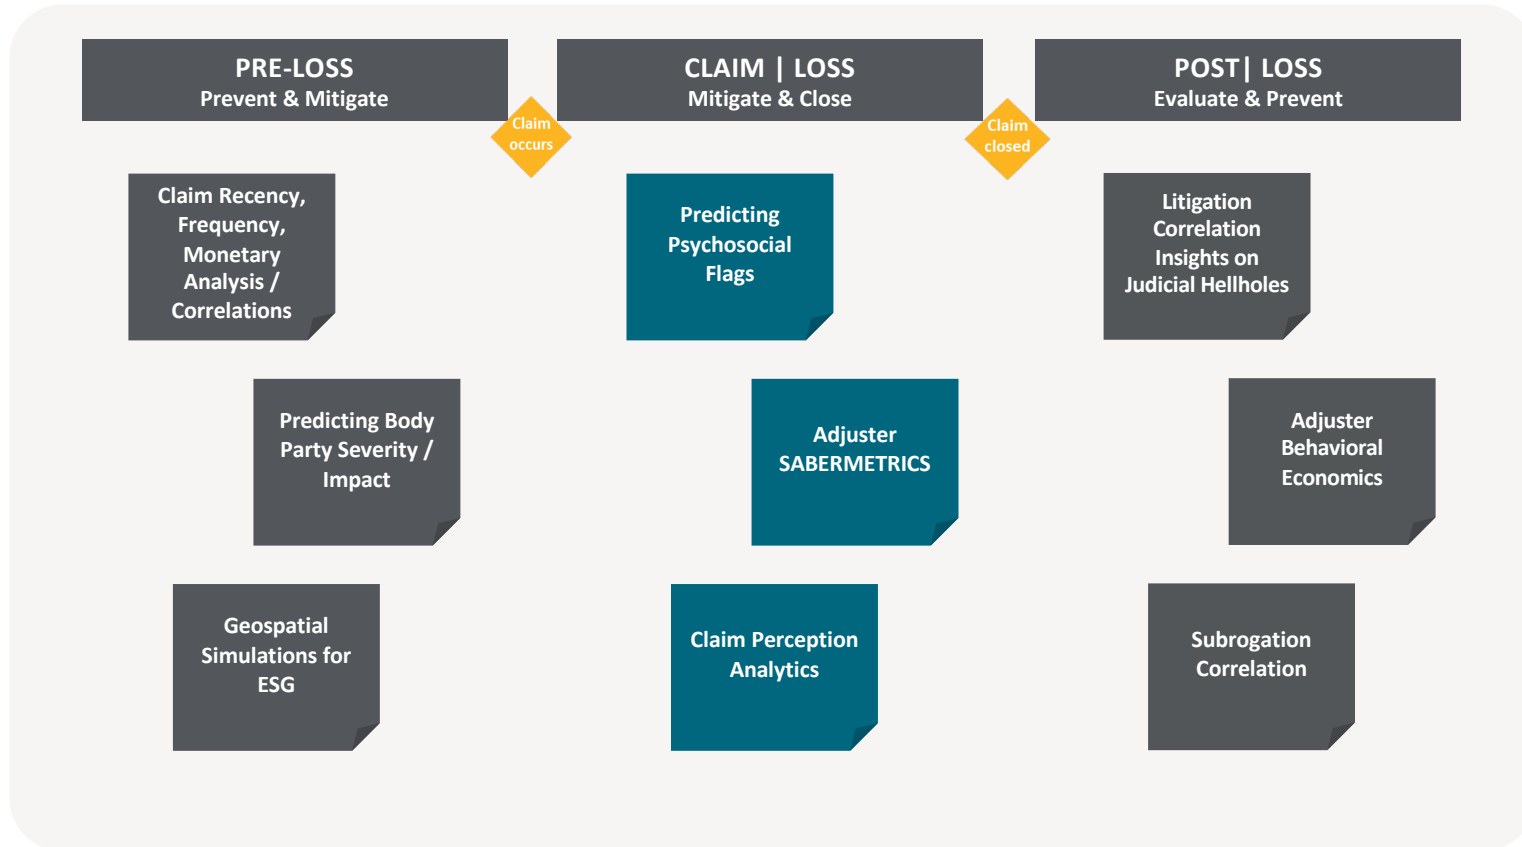 PRE-LOSS
Prevent & Mitigate
CLAIM | LOSS
Mitigate & Close
POST| LOSS
Evaluate & Prevent
Claim
occurs
Claim
closed
Claim Recency,
Frequency,
Monetary
Analysis /
Correlations
Predicting
Psychosocial
Flags
Litigation
Correlation
Insights on
Judicial Hellholes
Predicting Body
Party Severity /
Impact
Adjuster
SABERMETRICS
Adjuster
Behavioral
Economics
Geospatial
Simulations for
ESG
Claim Perception
Analytics
Subrogation
Correlation